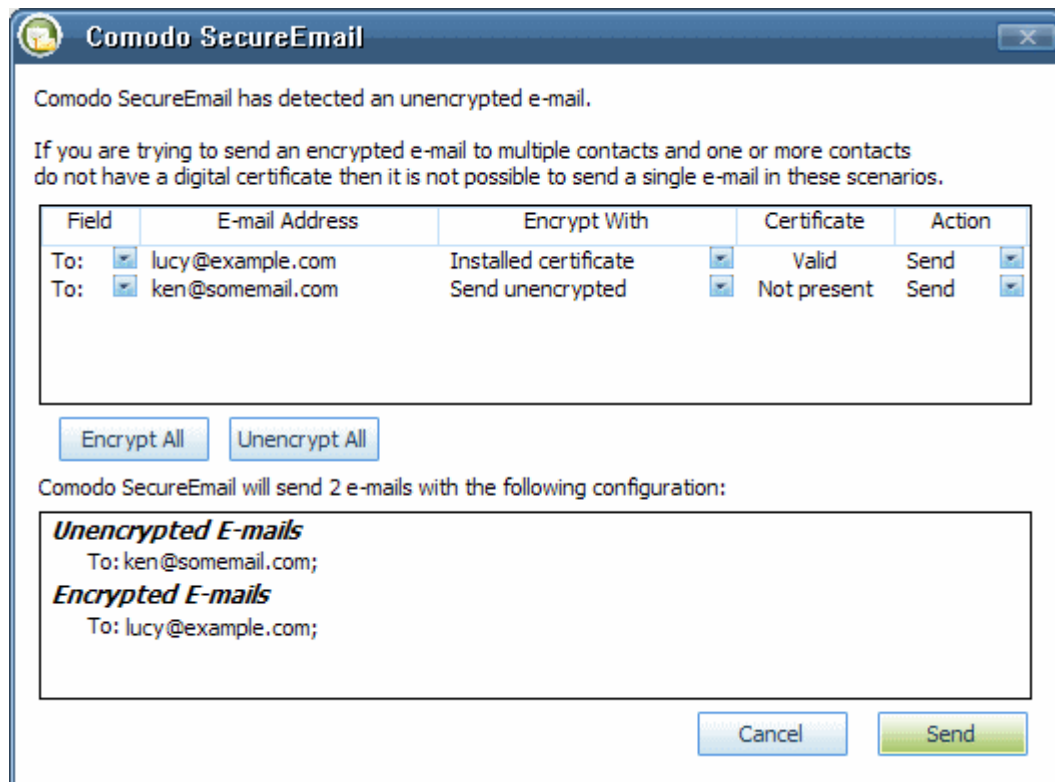 Comodo SecureEmail
Comodo SecureEmail has detected an unencrypted e-mail.
If you are trying to send an encrypted e-mail to multiple contacts and one or more contacts
do not have a digital certificate then it is not possible to send a single e-mail in these scenarios.
Field E-mail Address Encrypt With Certificate Action
To: lucy@example.com Installed certificate Valid Send
To: ken@somemail.com Send unencrypted Not present Send
Encrypt All Unencrypt All
Comodo SecureEmail will send 2 e-mails with the following configuration:
Unencrypted E-mails
To: ken@somemail.com;
Encrypted E-mails
To: lucy@example.com;
Cancel Send